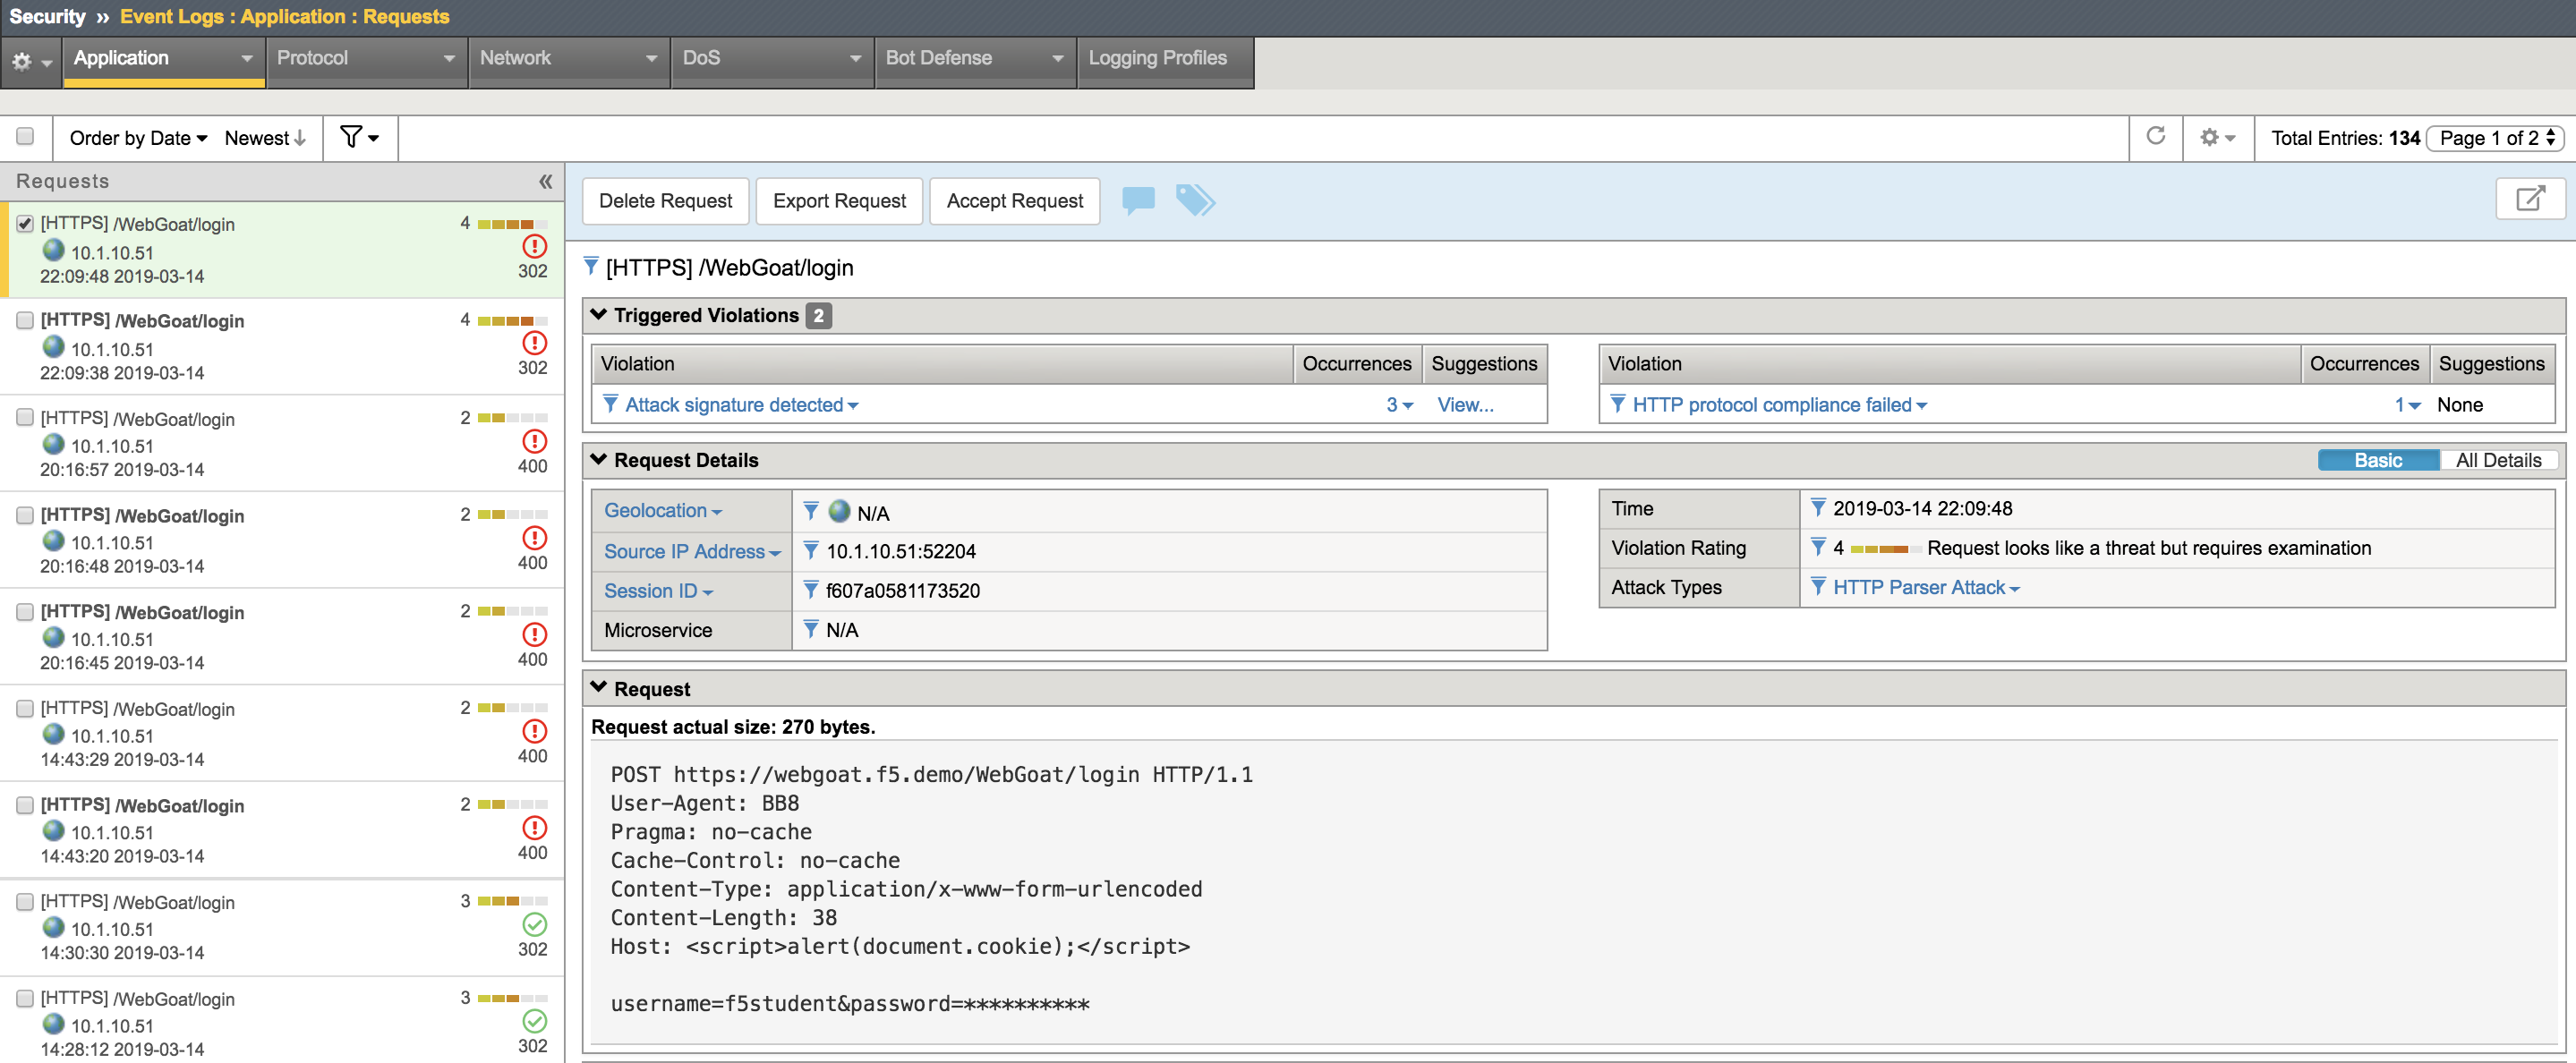 Security » Event Logs : Application : Requests
Application Protocol Network DoS Bot Defense Logging Profiles
Order by Date Newest Total Entries: 134 Page 1 of 2
Requests «
[HTTPS] /WebGoat/login 4
10.1.10.51
22:09:48 2019-03-14 302
[HTTPS] /WebGoat/login 4
10.1.10.51
22:09:38 2019-03-14 302
[HTTPS] /WebGoat/login 2
10.1.10.51
20:16:57 2019-03-14 400
[HTTPS] /WebGoat/login 2
10.1.10.51
20:16:48 2019-03-14 400
[HTTPS] /WebGoat/login 2
10.1.10.51
20:16:45 2019-03-14 400
[HTTPS] /WebGoat/login 2
10.1.10.51
14:43:29 2019-03-14 400
[HTTPS] /WebGoat/login 2
10.1.10.51
14:43:20 2019-03-14 400
[HTTPS] /WebGoat/login 3
10.1.10.51
14:30:30 2019-03-14 302
[HTTPS] /WebGoat/login 3
10.1.10.51
14:28:12 2019-03-14 302
Delete Request Export Request Accept Request
[HTTPS] /WebGoat/login
Triggered Violations 2
Violation Occurrences Suggestions
Attack signature detected 3 View...
Violation Occurrences Suggestions
HTTP protocol compliance failed 1 None
Request Details Basic All Details
Geolocation N/A
Source IP Address 10.1.10.51:52204
Session ID f607a0581173520
Microservice N/A
Time 2019-03-14 22:09:48
Violation Rating 4 Request looks like a threat but requires examination
Attack Types HTTP Parser Attack
Request
Request actual size: 270 bytes.
POST https://webgoat.f5.demo/WebGoat/login HTTP/1.1
User-Agent: BB8
Pragma: no-cache
Cache-Control: no-cache
Content-Type: application/x-www-form-urlencoded
Content-Length: 38
Host: <script>alert(document.cookie);</script>
username=f5student&password=**********